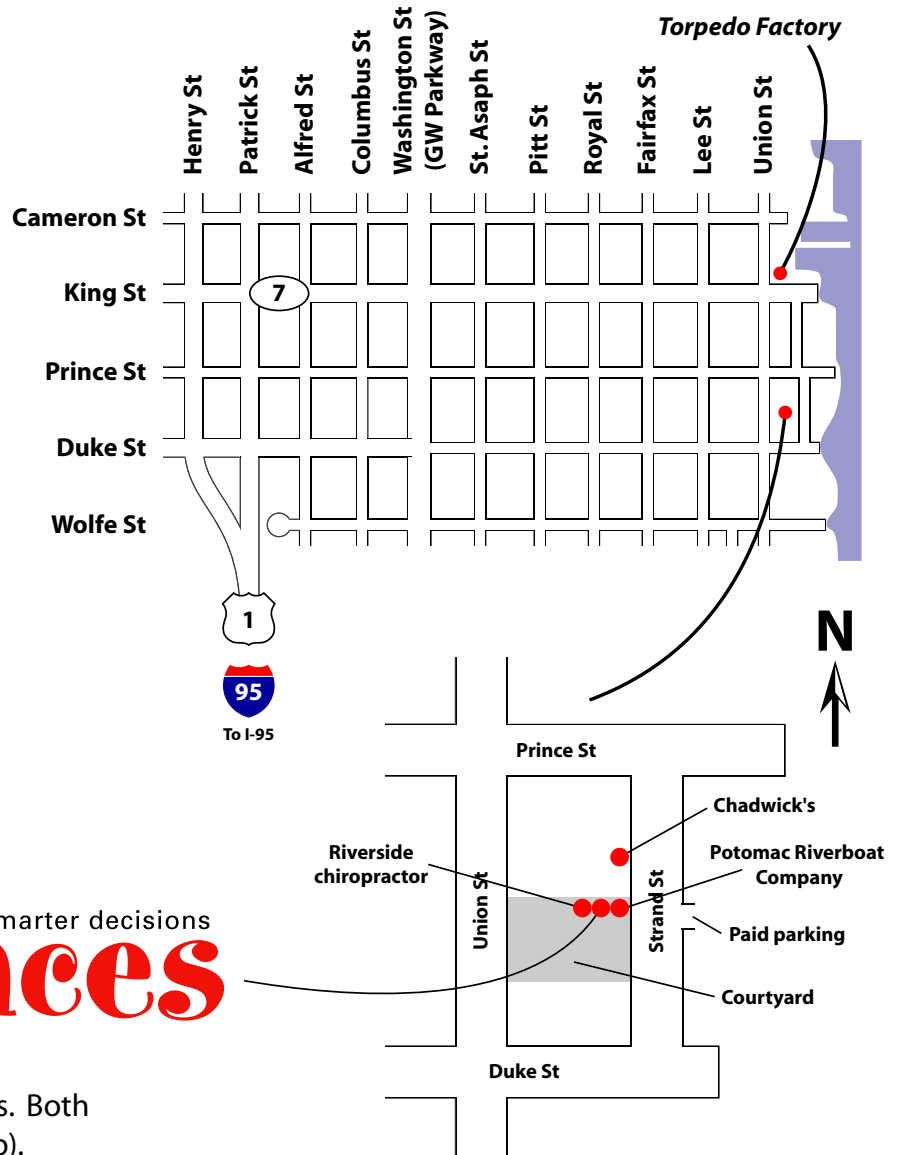 Torpedo Factory
Henry St
Patrick St
Alfred St
Columbus St
Washington St
(GW Parkway)
St. Asaph St
Pitt St
Royal St
Fairfax St
Lee St
Union St
Cameron St
King St
7
Prince St
Duke St
Wolfe St
1
95
To I-95
N
Prince St
Chadwick's
Riverside
chiropractor
Potomac Riverboat
Company
Union St
Strand St
Paid parking
Courtyard
Duke St
marter decisions
nces
s. Both
p).